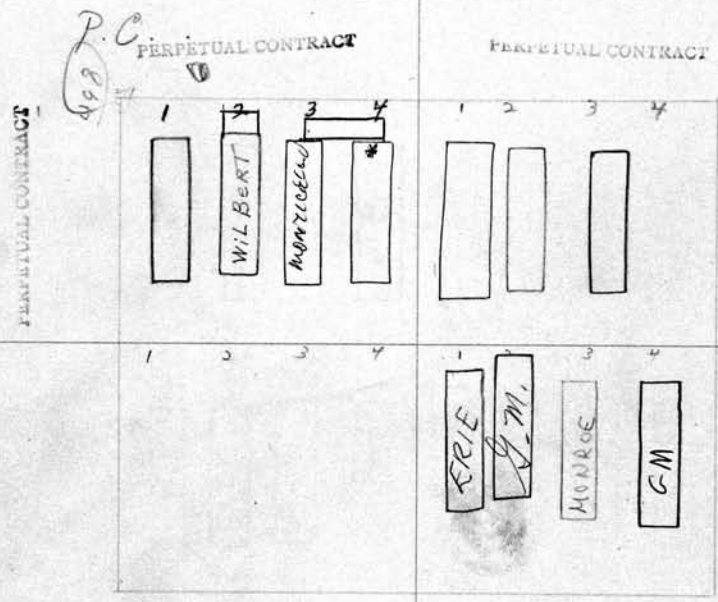 P. C.
PERPETUAL CONTRACT
PERPETUAL CONTRACT
498
PERPETUAL CONTRACT
1 2 3 4
1 2 3 4
WILBERT
MONTICELLO
*
1 2 3 4
1 2 3 4
ERIE
G.M.
MONROE
GM